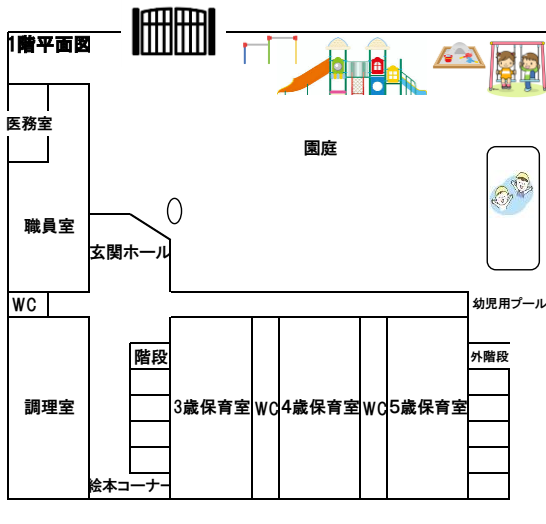 1階平面図
医務室
園庭
職員室
玄関ホール
WC
幼児用プール
階段
外階段
調理室
3歳保育室
WC
4歳保育室
WC
5歳保育室
絵本コーナー